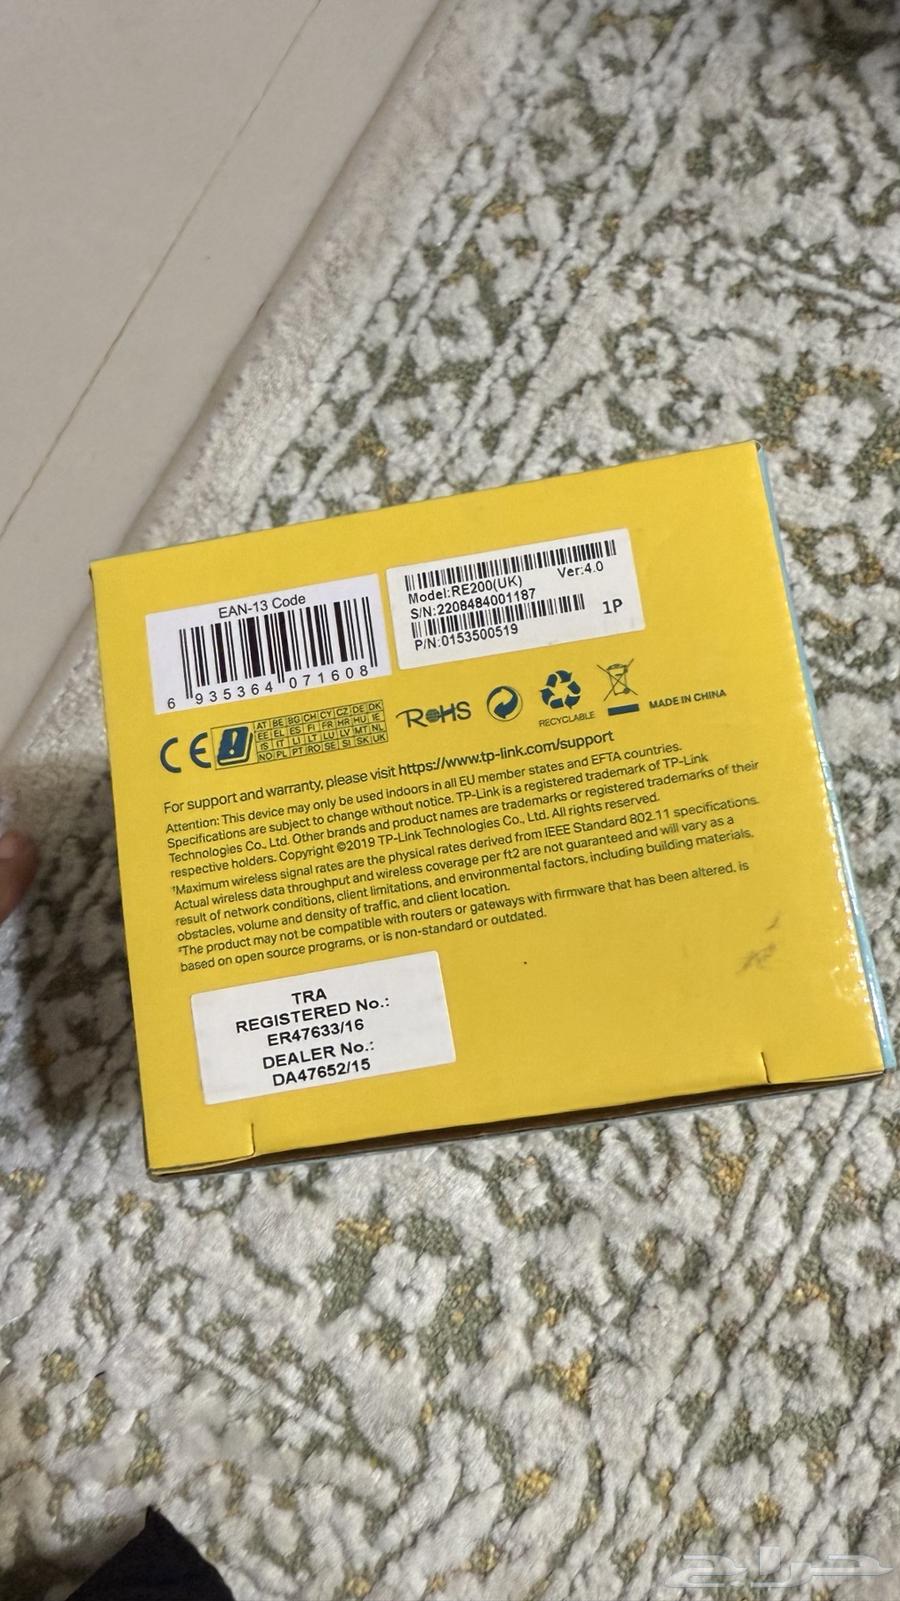 EAN-13 Code
6 935364 071608
Model:RE200(UK) Ver:4.0
S/N:2208484001187
P/N:0153500519 1P
CE
AT BE BG CH CY CZ DE DK
EE EL ES FI FR HR HU IE
IS IT LI LT LU LV MT NL
NO PL PT RO SE SI SK UK
RoHS
RECYCLABLE
MADE IN CHINA
For support and warranty, please visit https://www.tp-link.com/support
Attention: This device may only be used indoors in all EU member states and EFTA countries.
Specifications are subject to change without notice. TP-Link is a registered trademark of TP-Link
Technologies Co., Ltd. Other brands and product names are trademarks or registered trademarks of their
respective holders. Copyright ©2019 TP-Link Technologies Co., Ltd. All rights reserved.
†Maximum wireless signal rates are the physical rates derived from IEEE Standard 802.11 specifications.
Actual wireless data throughput and wireless coverage per ft2 are not guaranteed and will vary as a
result of network conditions, client limitations, and environmental factors, including building materials,
obstacles, volume and density of traffic, and client location.
‡The product may not be compatible with routers or gateways with firmware that has been altered, is
based on open source programs, or is non-standard or outdated.
TRA
REGISTERED No.:
ER47633/16
DEALER No.:
DA47652/15
حراج